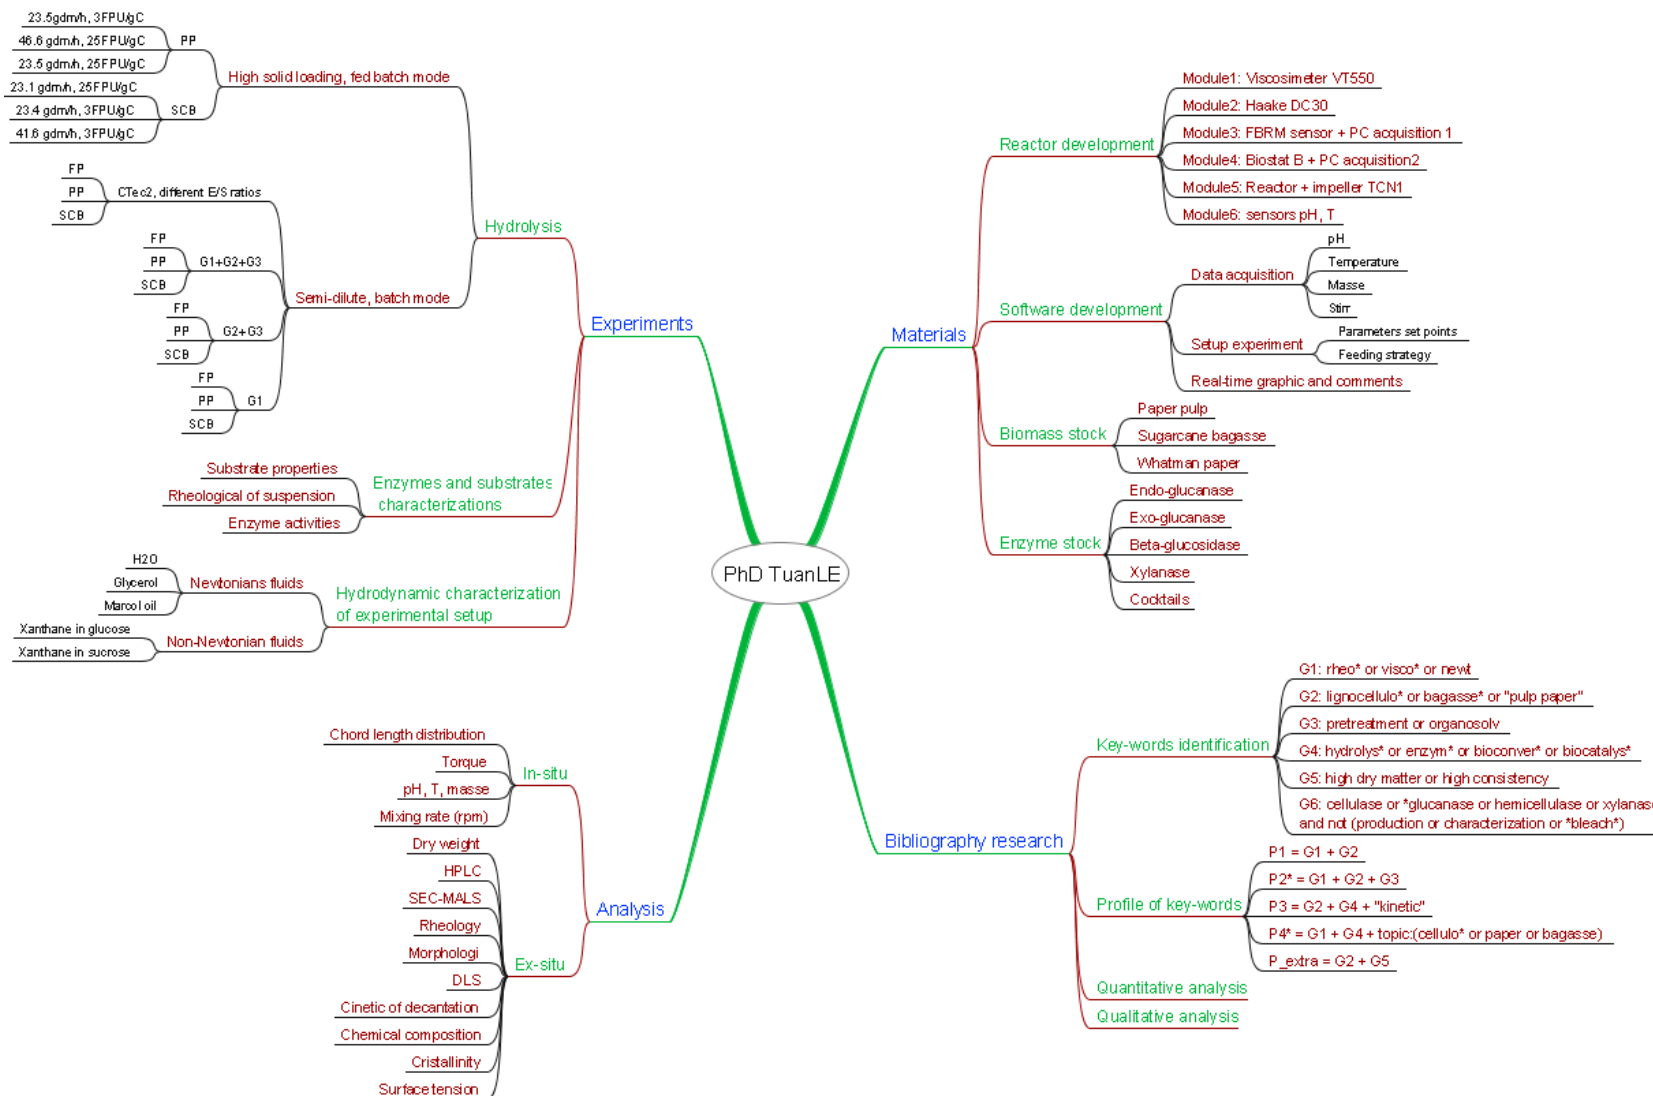 PhD TuanLE
Experiments
Hydrolysis
High solid loading, fed batch mode
PP
23.5gdm/h, 3FPU/gC
46.6 gdm/h, 25FPU/gC
23.5 gdm/h, 25FPU/gC
SCB
23.1 gdm/h, 25FPU/gC
23.4 gdm/h, 3FPU/gC
41.6 gdm/h, 3FPU/gC
Semi-dilute, batch mode
CTec2, different E/S ratios
FP
PP
SCB
G1+G2+G3
FP
PP
SCB
G2+G3
FP
PP
SCB
G1
FP
PP
SCB
Enzymes and substrates
characterizations
Substrate properties
Rheological of suspension
Enzyme activities
Hydrodynamic characterization
of experimental setup
Newtonians fluids
H2O
Glycerol
Marcol oil
Non-Newtonian fluids
Xanthane in glucose
Xanthane in sucrose
Materials
Reactor development
Module1: Viscosimeter VT550
Module2: Haake DC30
Module3: FBRM sensor + PC acquisition 1
Module4: Biostat B + PC acquisition2
Module5: Reactor + impeller TCN1
Module6: sensors pH, T
Software development
Data acquisition
pH
Temperature
Masse
Stirr
Setup experiment
Parameters set points
Feeding strategy
Real-time graphic and comments
Biomass stock
Paper pulp
Sugarcane bagasse
Whatman paper
Enzyme stock
Endo-glucanase
Exo-glucanase
Beta-glucosidase
Xylanase
Cocktails
Analysis
In-situ
Chord length distribution
Torque
pH, T, masse
Mixing rate (rpm)
Ex-situ
Dry weight
HPLC
SEC-MALS
Rheology
Morphologi
DLS
Cinetic of decantation
Chemical composition
Cristallinity
Surface tension
Bibliography research
Key-words identification
G1: rheo* or visco* or newt
G2: lignocellulo* or bagasse* or "pulp paper"
G3: pretreatment or organosolv
G4: hydrolys* or enzym* or bioconver* or biocatalys*
G5: high dry matter or high consistency
G6: cellulase or *glucanase or hemicellulase or xylanase
and not (production or characterization or *bleach*)
Profile of key-words
P1 = G1 + G2
P2* = G1 + G2 + G3
P3 = G2 + G4 + "kinetic"
P4* = G1 + G4 + topic:(cellulo* or paper or bagasse)
P_extra = G2 + G5
Quantitative analysis
Qualitative analysis